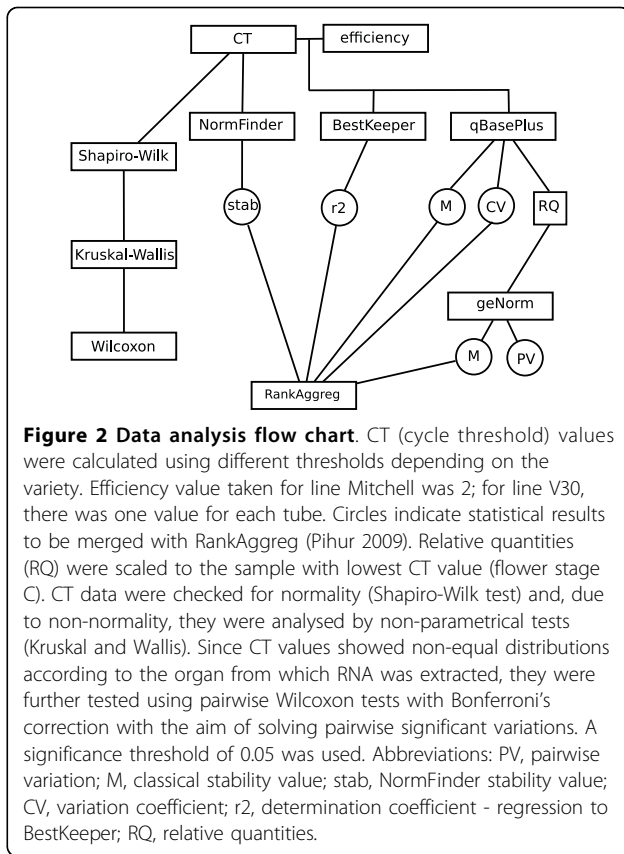 CT
efficiency
NormFinder
BestKeeper
qBasePlus
Shapiro-Wilk
stab
r2
M
CV
RQ
Kruskal-Wallis
geNorm
Wilcoxon
M
PV
RankAggreg
Figure 2 Data analysis flow chart. CT (cycle threshold) values
were calculated using different thresholds depending on the
variety. Efficiency value taken for line Mitchell was 2; for line V30,
there was one value for each tube. Circles indicate statistical results
to be merged with RankAggreg (Pihur 2009). Relative quantities
(RQ) were scaled to the sample with lowest CT value (flower stage
C). CT data were checked for normality (Shapiro-Wilk test) and, due
to non-normality, they were analysed by non-parametrical tests
(Kruskal and Wallis). Since CT values showed non-equal distributions
according to the organ from which RNA was extracted, they were
further tested using pairwise Wilcoxon tests with Bonferroni's
correction with the aim of solving pairwise significant variations. A
significance threshold of 0.05 was used. Abbreviations: PV, pairwise
variation; M, classical stability value; stab, NormFinder stability value;
CV, variation coefficient; r2, determination coefficient - regression to
BestKeeper; RQ, relative quantities.